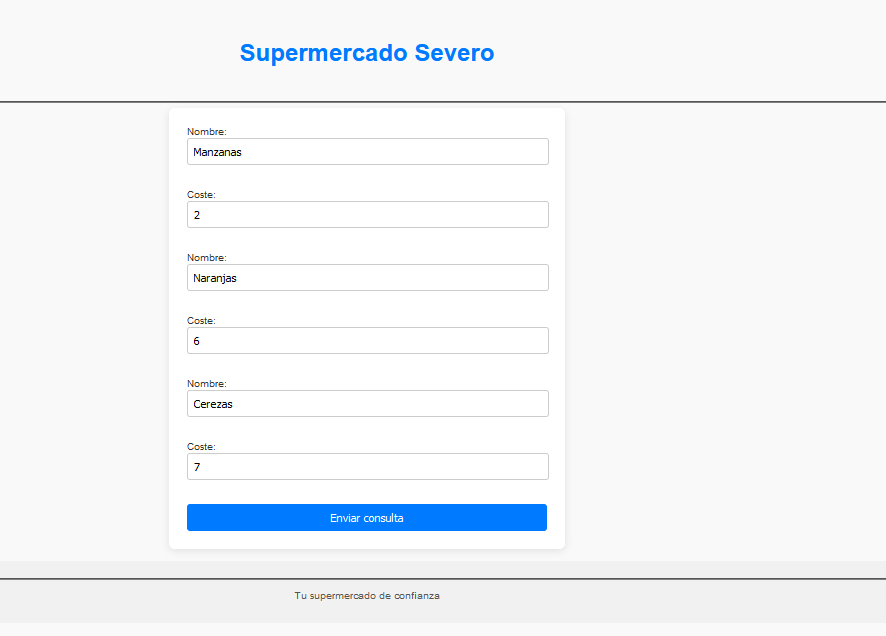 Supermercado Severo
Nombre:
Manzanas
Coste:
2
Nombre:
Naranjas
Coste:
6
Nombre:
Cerezas
Coste:
7
Enviar consulta
Tu supermercado de confianza